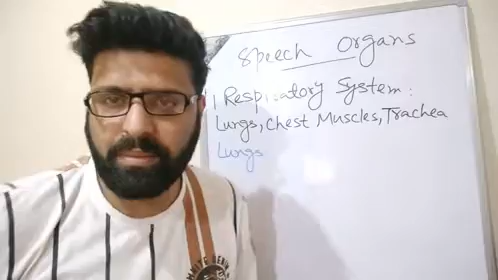 Speech Organs
1 Respiratory System:
Lungs, Chest Muscles, Trachea
Lungs